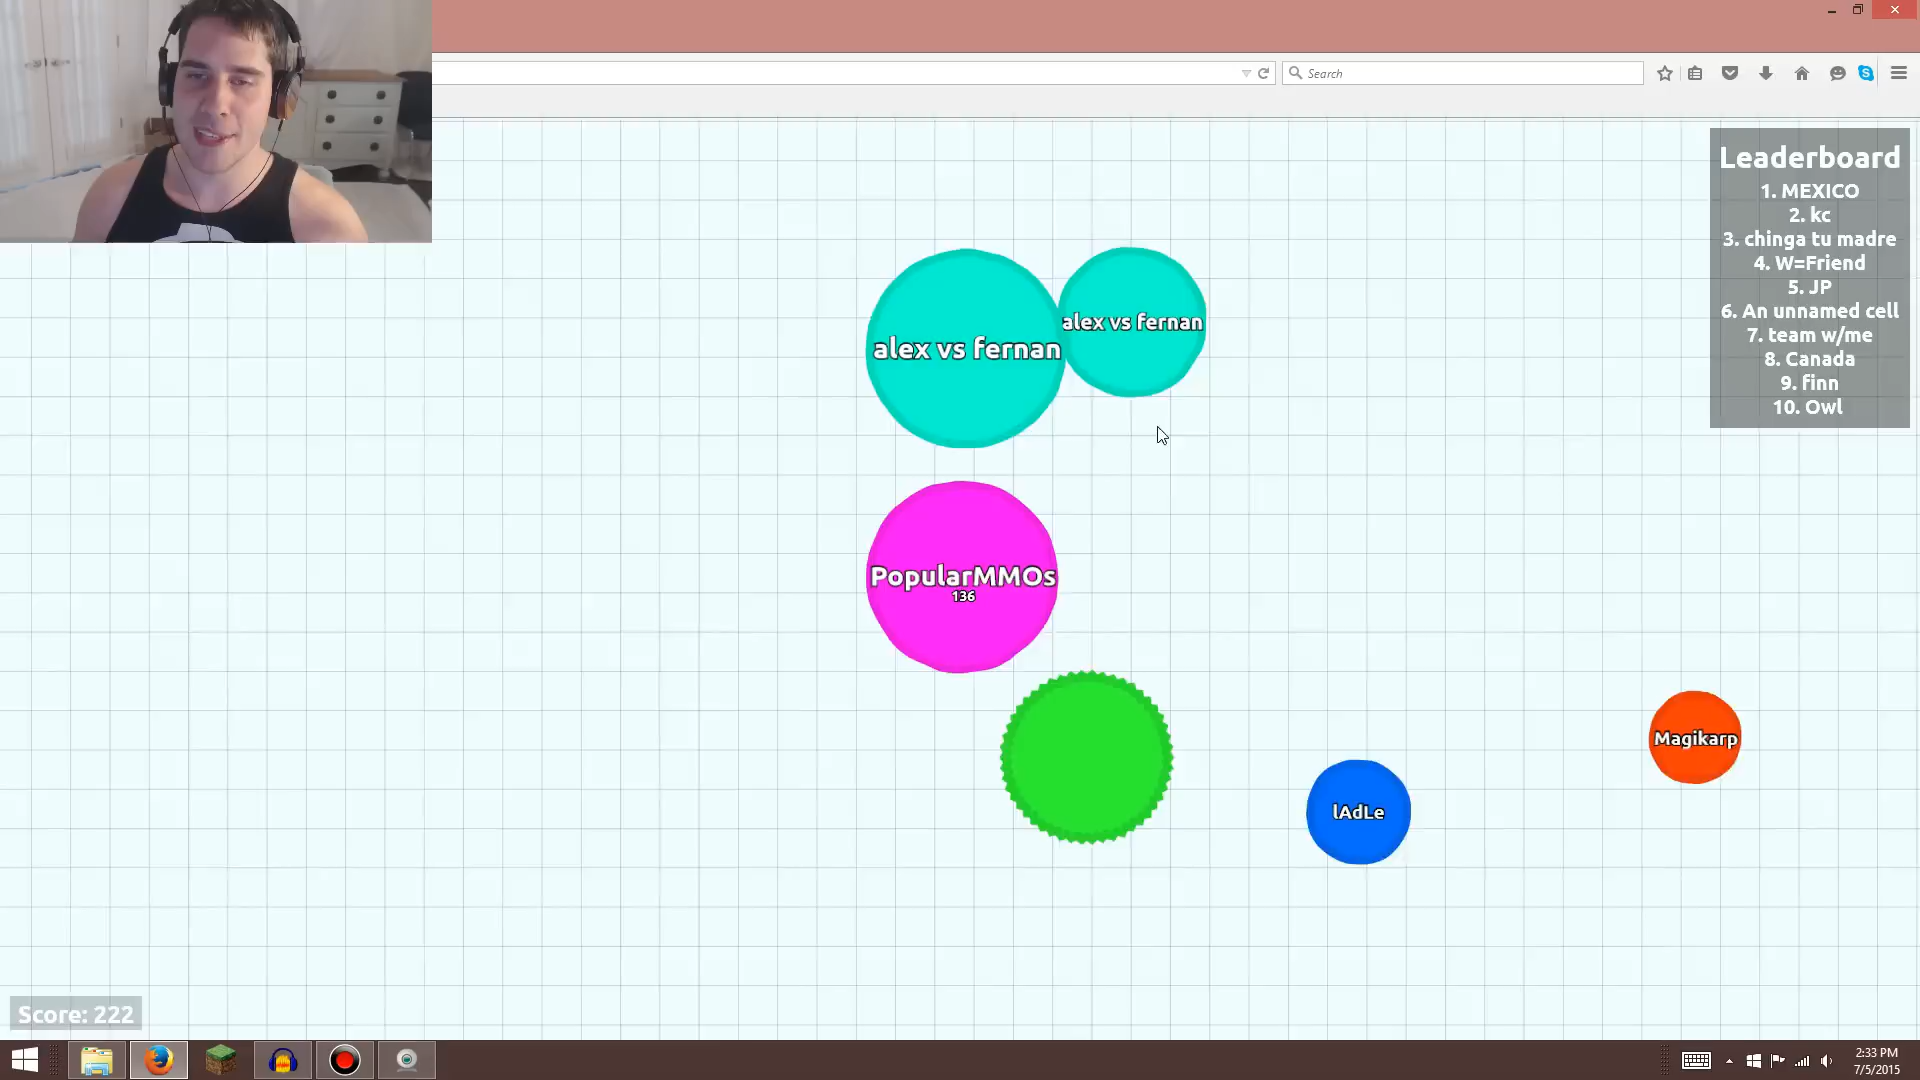 Search
Leaderboard
1. MEXICO
2. kc
3. chinga tu madre
4. W=Friend
5. JP
6. An unnamed cell
7. team w/me
8. Canada
9. finn
10. Owl
alex vs fernan
alex vs fernan
PopularMMOs
136
Magikarp
lAdLe
Score: 222
2:33 PM
7/5/2015